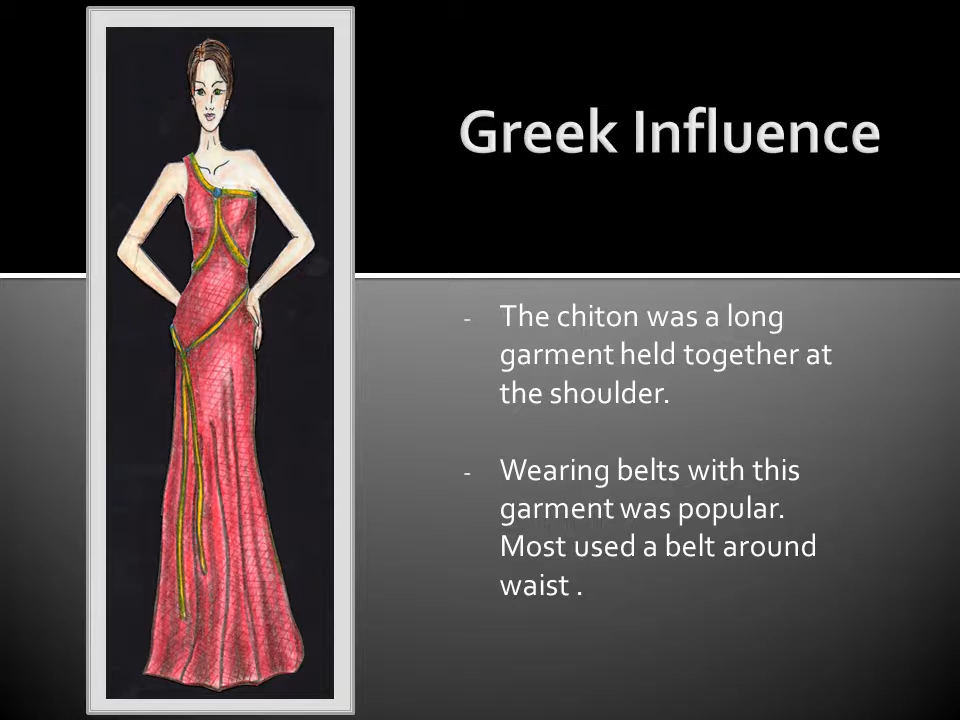 Greek Influence
- The chiton was a long
garment held together at
the shoulder.
- Wearing belts with this
garment was popular.
Most used a belt around
waist .